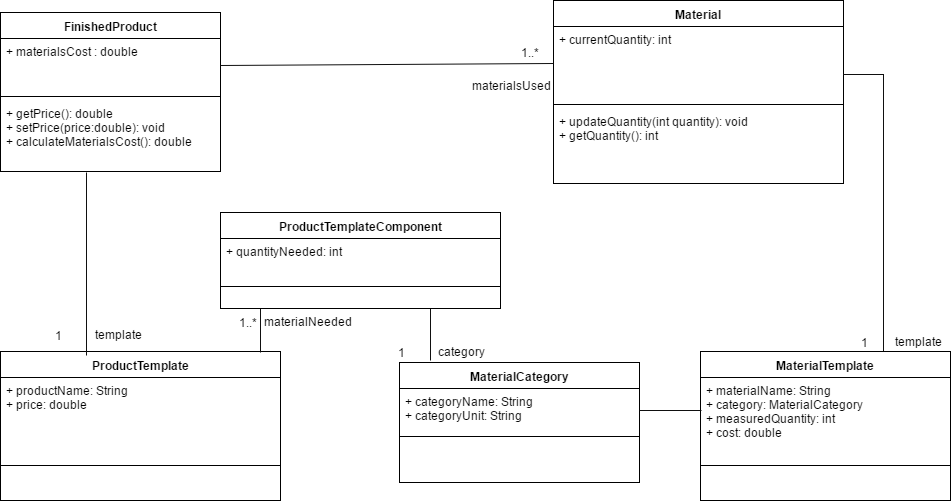 FinishedProduct
+ materialsCost : double
+ getPrice(): double
+ setPrice(price:double): void
+ calculateMaterialsCost(): double
1..*
materialsUsed
Material
+ currentQuantity: int
+ updateQuantity(int quantity): void
+ getQuantity(): int
ProductTemplateComponent
+ quantityNeeded: int
1..*
materialNeeded
1
template
1
category
1
template
ProductTemplate
+ productName: String
+ price: double
MaterialCategory
+ categoryName: String
+ categoryUnit: String
MaterialTemplate
+ materialName: String
+ category: MaterialCategory
+ measuredQuantity: int
+ cost: double